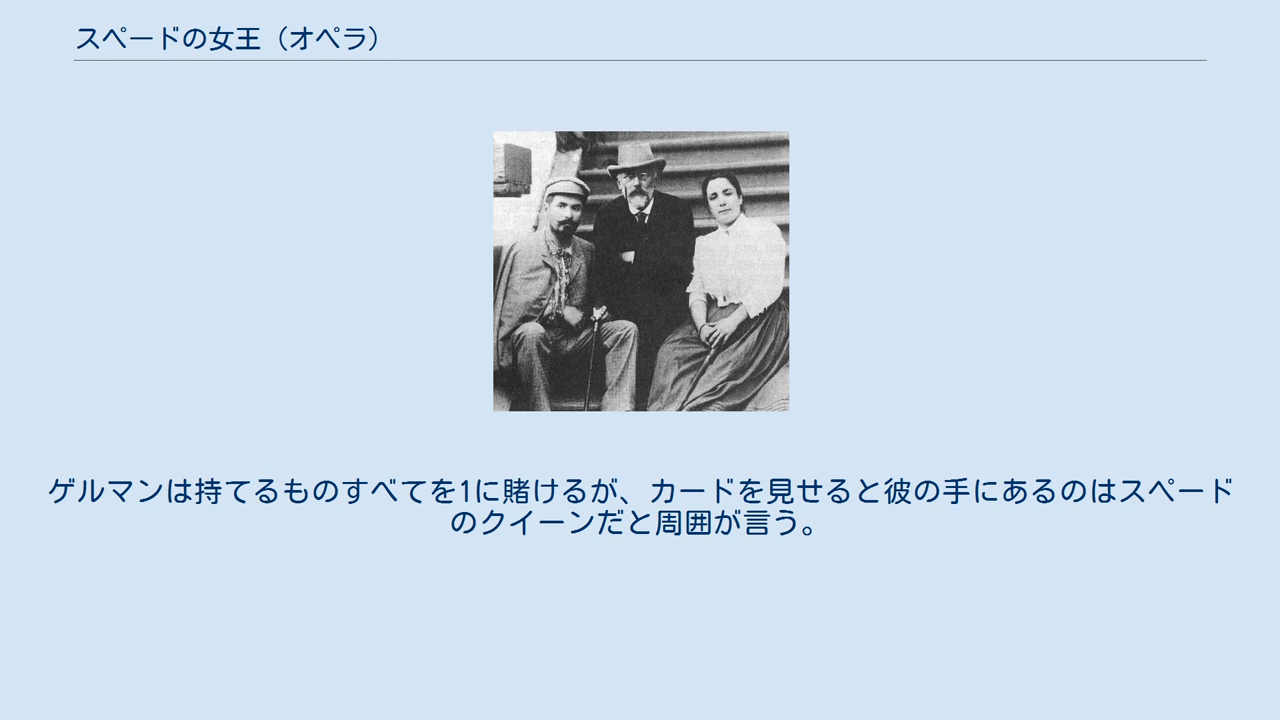 スペードの女王（オペラ）
ゲルマンは持てるものすべてを1に賭けるが、カードを見せると彼の手にあるのはスペード
のクイーンだと周囲が言う。